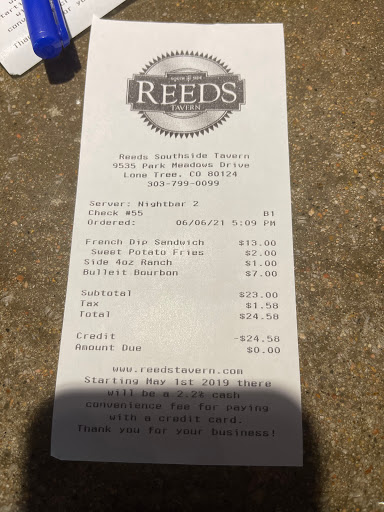 REEDS
TAVERN
Reeds Southside Tavern
9535 Park Meadows Drive
Lone Tree, CO 80124
303-799-0099
Server: Nightbar 2
Check #55 B1
Ordered: 06/06/21 5:09 PM
French Dip Sandwich $13.00
Sweet Potato Fries $2.00
Side 4oz Ranch $1.00
Bulleit Bourbon $7.00
Subtotal $23.00
Tax $1.58
Total $24.58
Credit -$24.58
Amount Due $0.00
www.reedstavern.com
Starting May 1st 2019 there
will be a 2.2% cash
convenience fee for paying
with a credit card.
Thank you for your business!